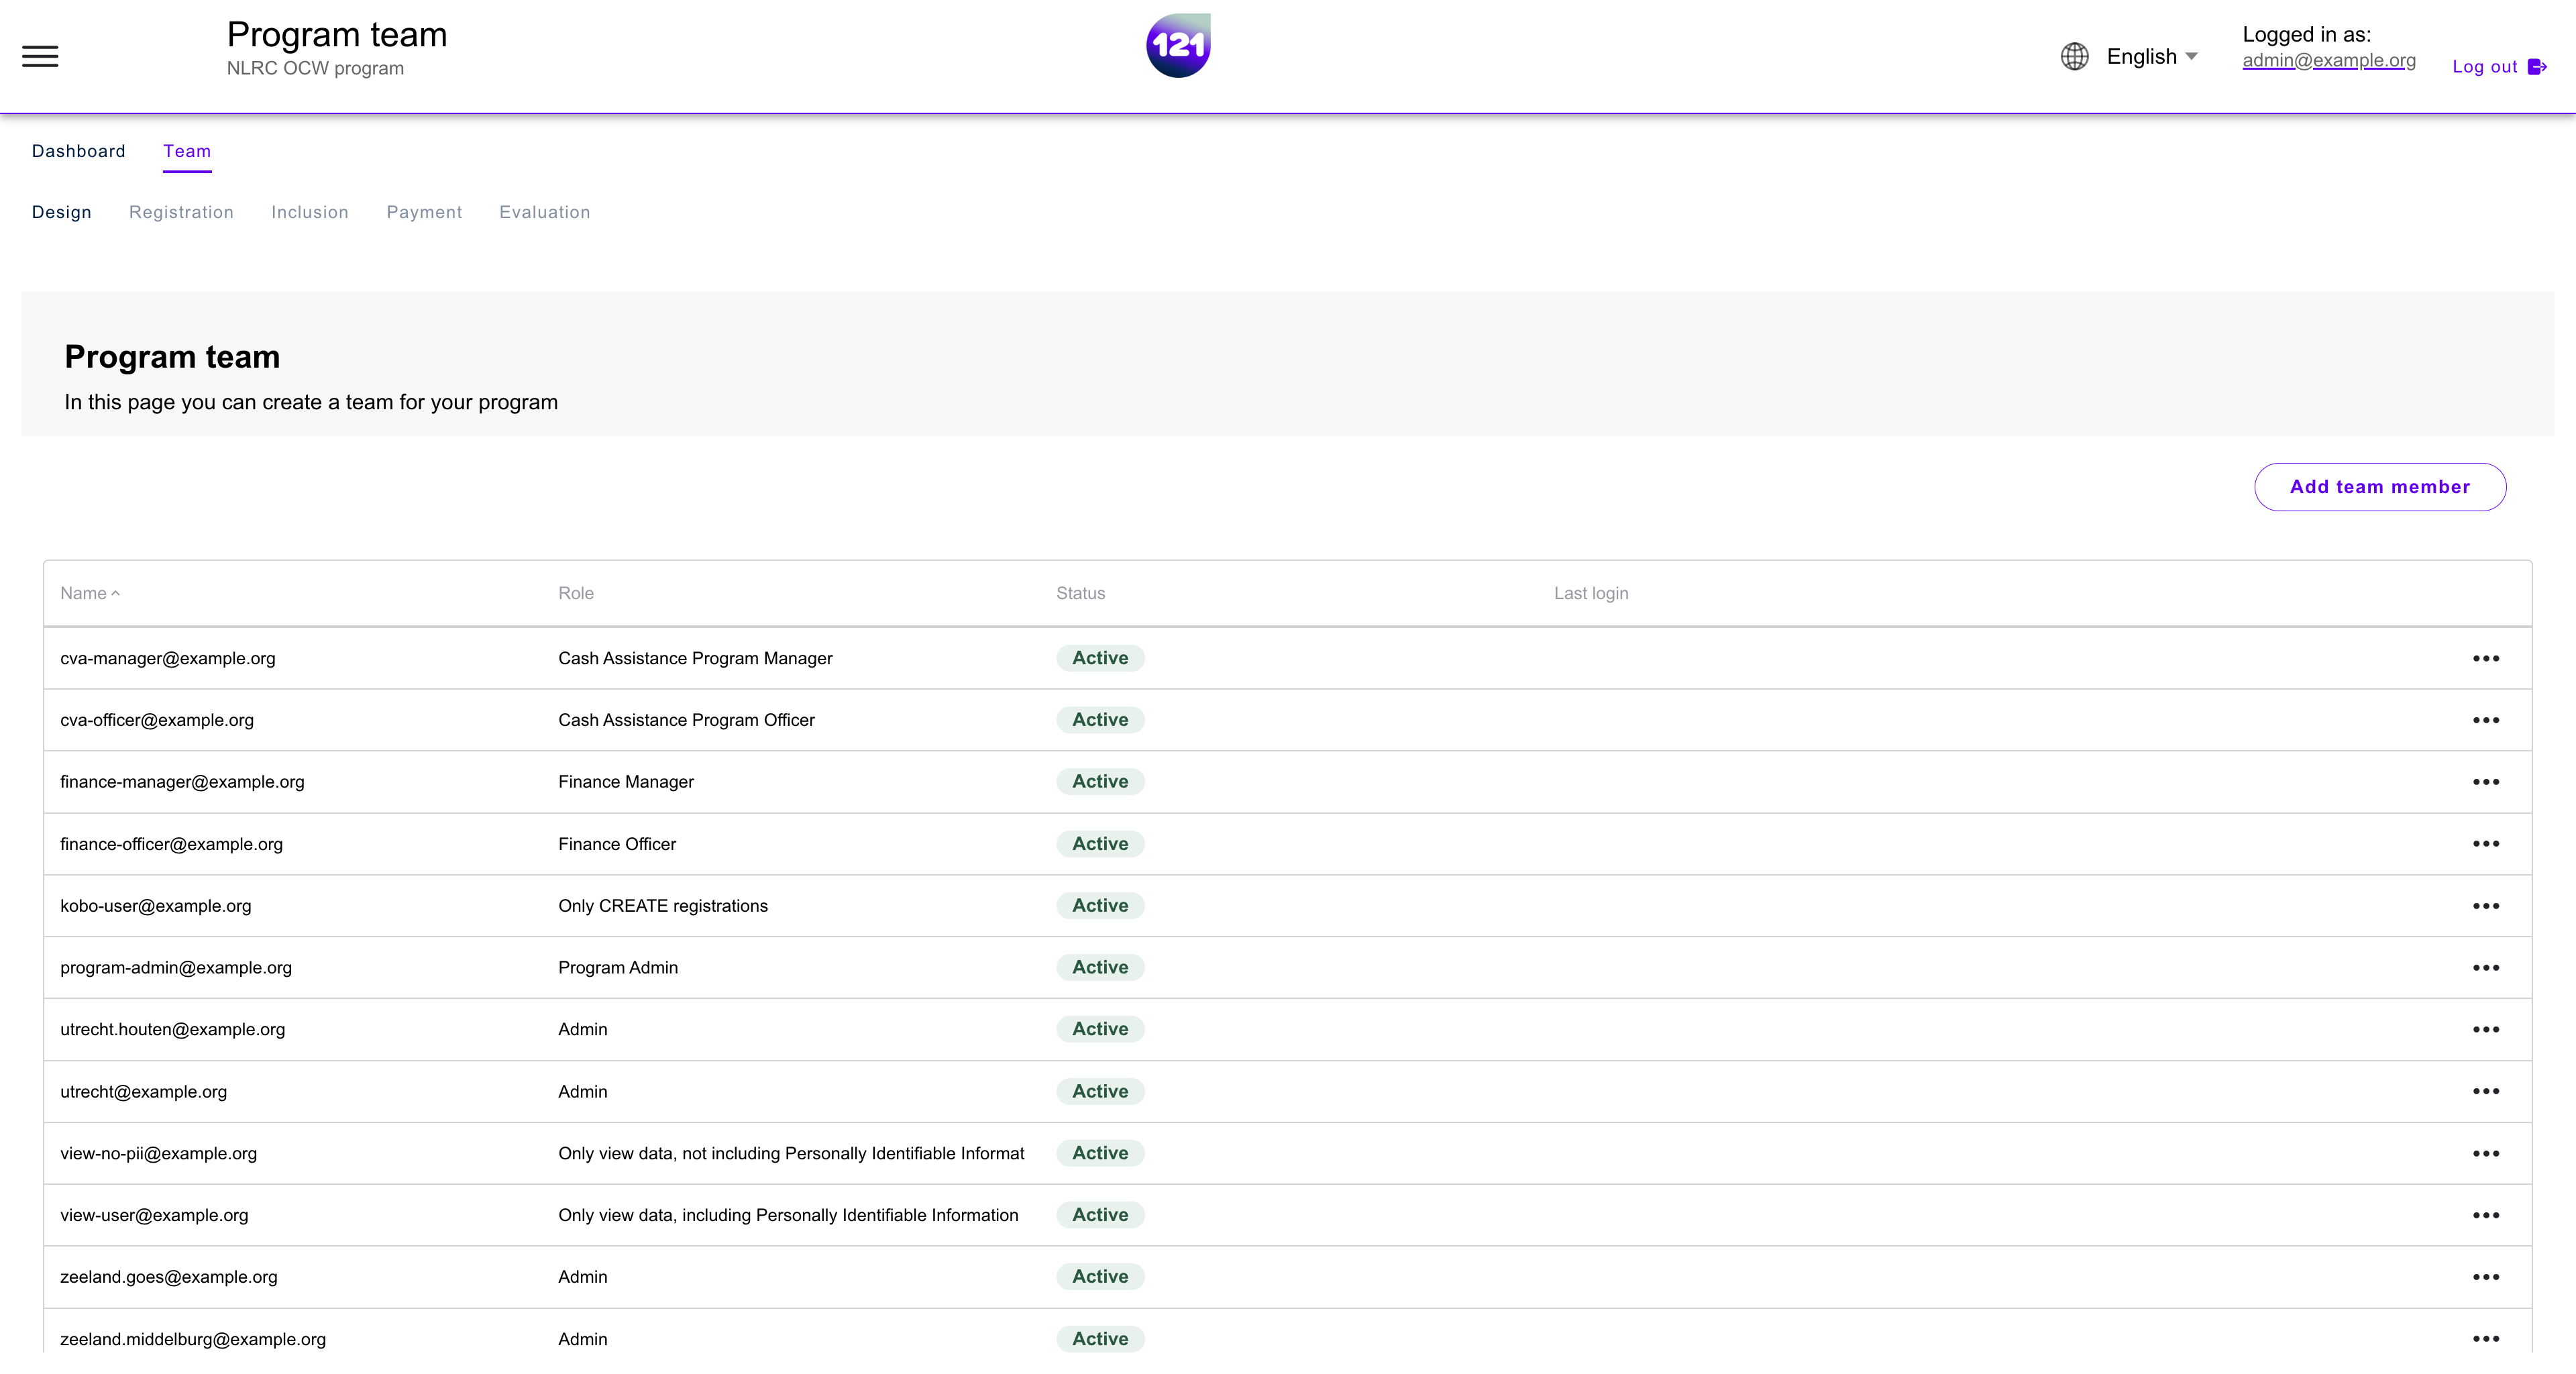 Program team
NLRC OCW program
121
English
Logged in as:
admin@example.org
Log out
Dashboard Team
Design Registration Inclusion Payment Evaluation
Program team
In this page you can create a team for your program
Add team member
Name Role Status Last login
cva-manager@example.org Cash Assistance Program Manager Active
cva-officer@example.org Cash Assistance Program Officer Active
finance-manager@example.org Finance Manager Active
finance-officer@example.org Finance Officer Active
kobo-user@example.org Only CREATE registrations Active
program-admin@example.org Program Admin Active
utrecht.houten@example.org Admin Active
utrecht@example.org Admin Active
view-no-pii@example.org Only view data, not including Personally Identifiable Informat Active
view-user@example.org Only view data, including Personally Identifiable Information Active
zeeland.goes@example.org Admin Active
zeeland.middelburg@example.org Admin Active